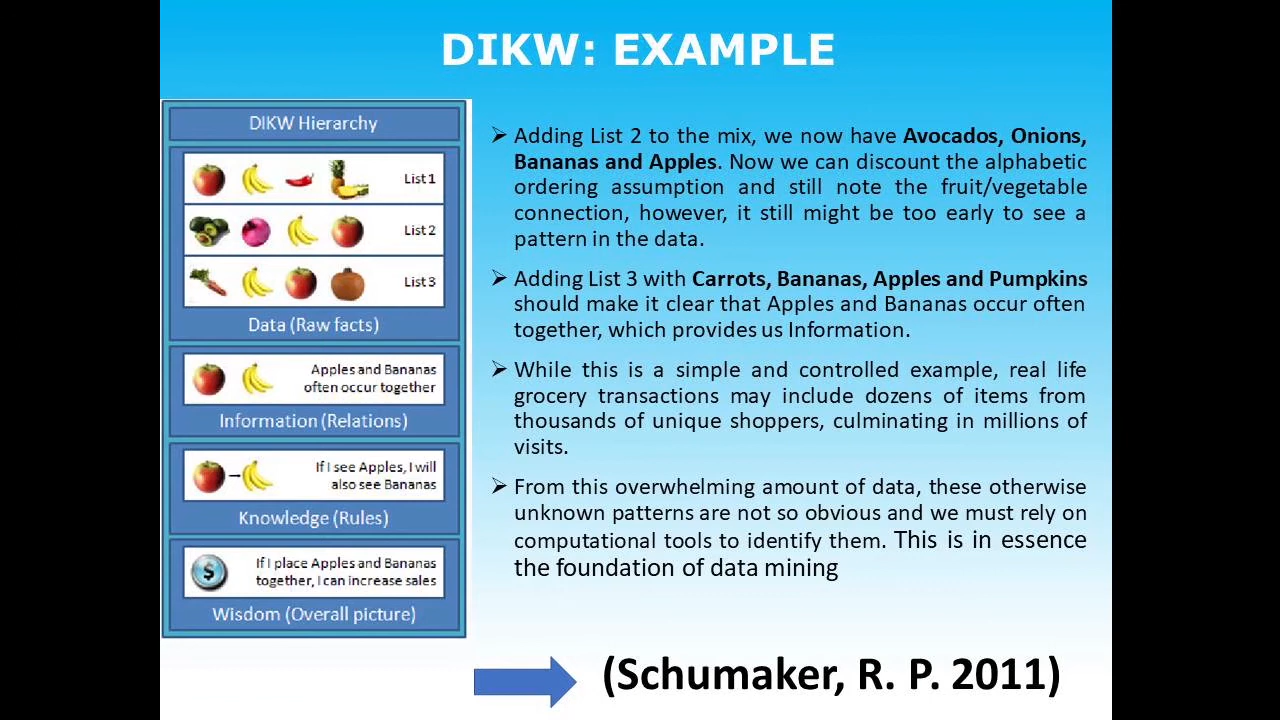 DIKW: EXAMPLE
DIKW Hierarchy
List 1
List 2
List 3
Data (Raw facts)
Apples and Bananas
often occur together
Information (Relations)
If I see Apples, I will
also see Bananas
Knowledge (Rules)
$
If I place Apples and Bananas
together, I can increase sales
Wisdom (Overall picture)
➢ Adding List 2 to the mix, we now have Avocados, Onions,
Bananas and Apples. Now we can discount the alphabetic
ordering assumption and still note the fruit/vegetable
connection, however, it still might be too early to see a
pattern in the data.
➢ Adding List 3 with Carrots, Bananas, Apples and Pumpkins
should make it clear that Apples and Bananas occur often
together, which provides us Information.
➢ While this is a simple and controlled example, real life
grocery transactions may include dozens of items from
thousands of unique shoppers, culminating in millions of
visits.
➢ From this overwhelming amount of data, these otherwise
unknown patterns are not so obvious and we must rely on
computational tools to identify them. This is in essence
the foundation of data mining
(Schumaker, R. P. 2011)